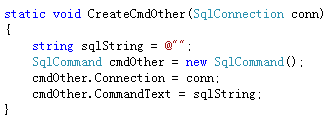 static void CreateCmdOther(SqlConnection conn)
{
    string sqlString = @"";
    SqlCommand cmdOther = new SqlCommand();
    cmdOther.Connection = conn;
    cmdOther.CommandText = sqlString;
}